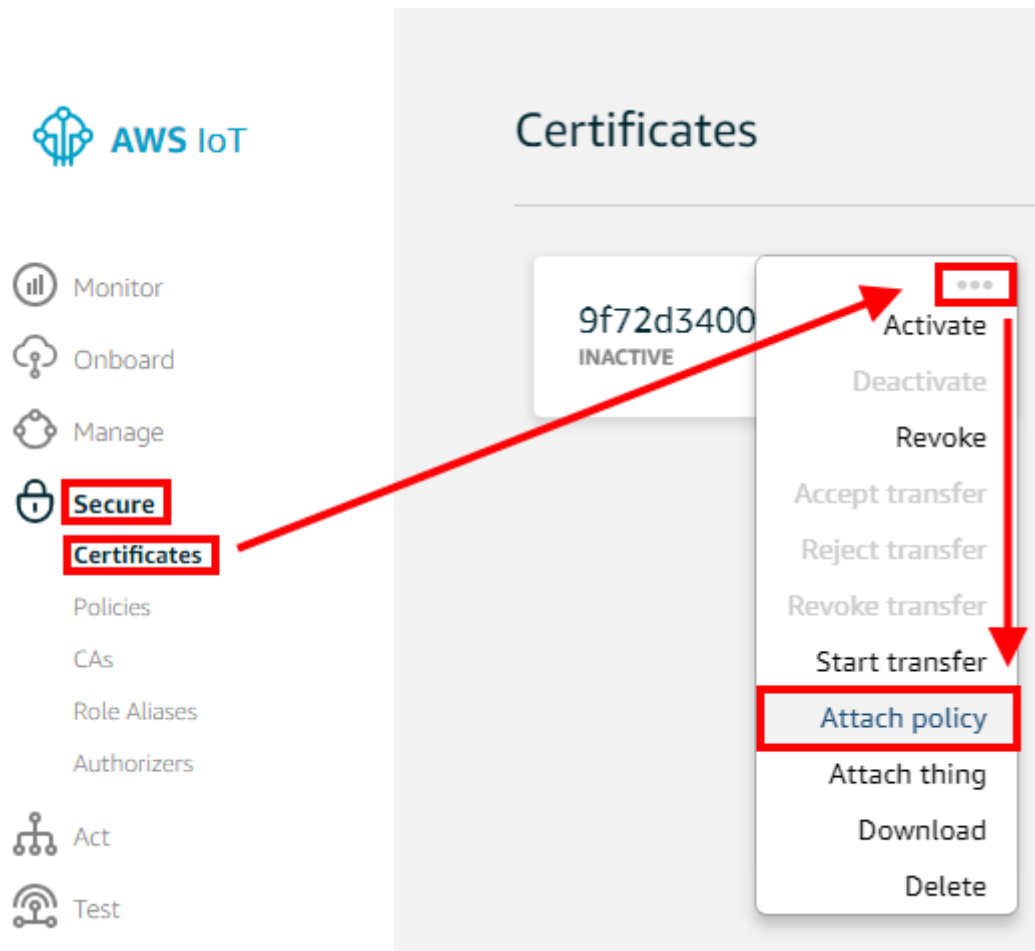 AWS IoT
Certificates
Monitor
Onboard
Manage
Secure
Certificates
Policies
CAs
Role Aliases
Authorizers
Act
Test
9f72d3400
INACTIVE
Activate
Deactivate
Revoke
Accept transfer
Reject transfer
Revoke transfer
Start transfer
Attach policy
Attach thing
Download
Delete